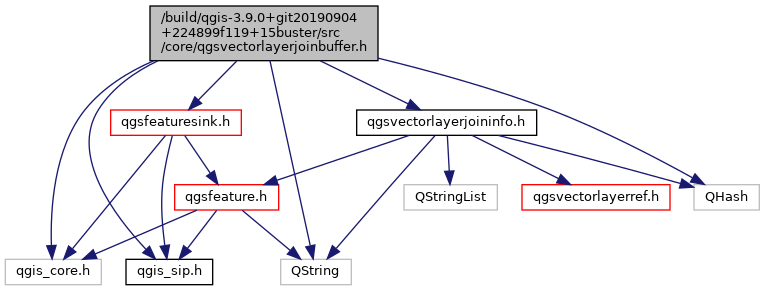 /build/qgis-3.9.0+git20190904
+224899f119+15buster/src
/core/qgsvectorlayerjoinbuffer.h
qgsfeaturesink.h
qgsvectorlayerjoininfo.h
qgsfeature.h
QStringList
qgsvectorlayerref.h
QHash
qgis_core.h
qgis_sip.h
QString